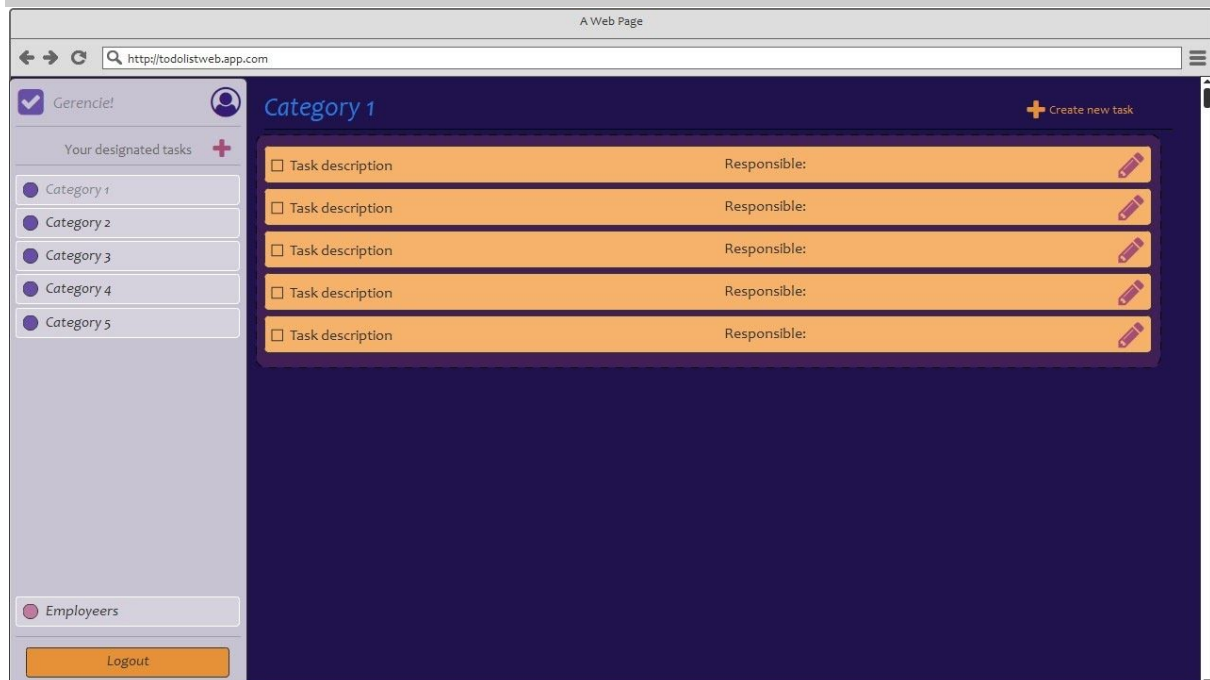 A Web Page
http://todolistweb.app.com
Gerencie!
Your designated tasks
Category 1
Category 2
Category 3
Category 4
Category 5
Employeers
Logout
Category 1
Create new task
Task description Responsible:
Task description Responsible:
Task description Responsible:
Task description Responsible:
Task description Responsible: